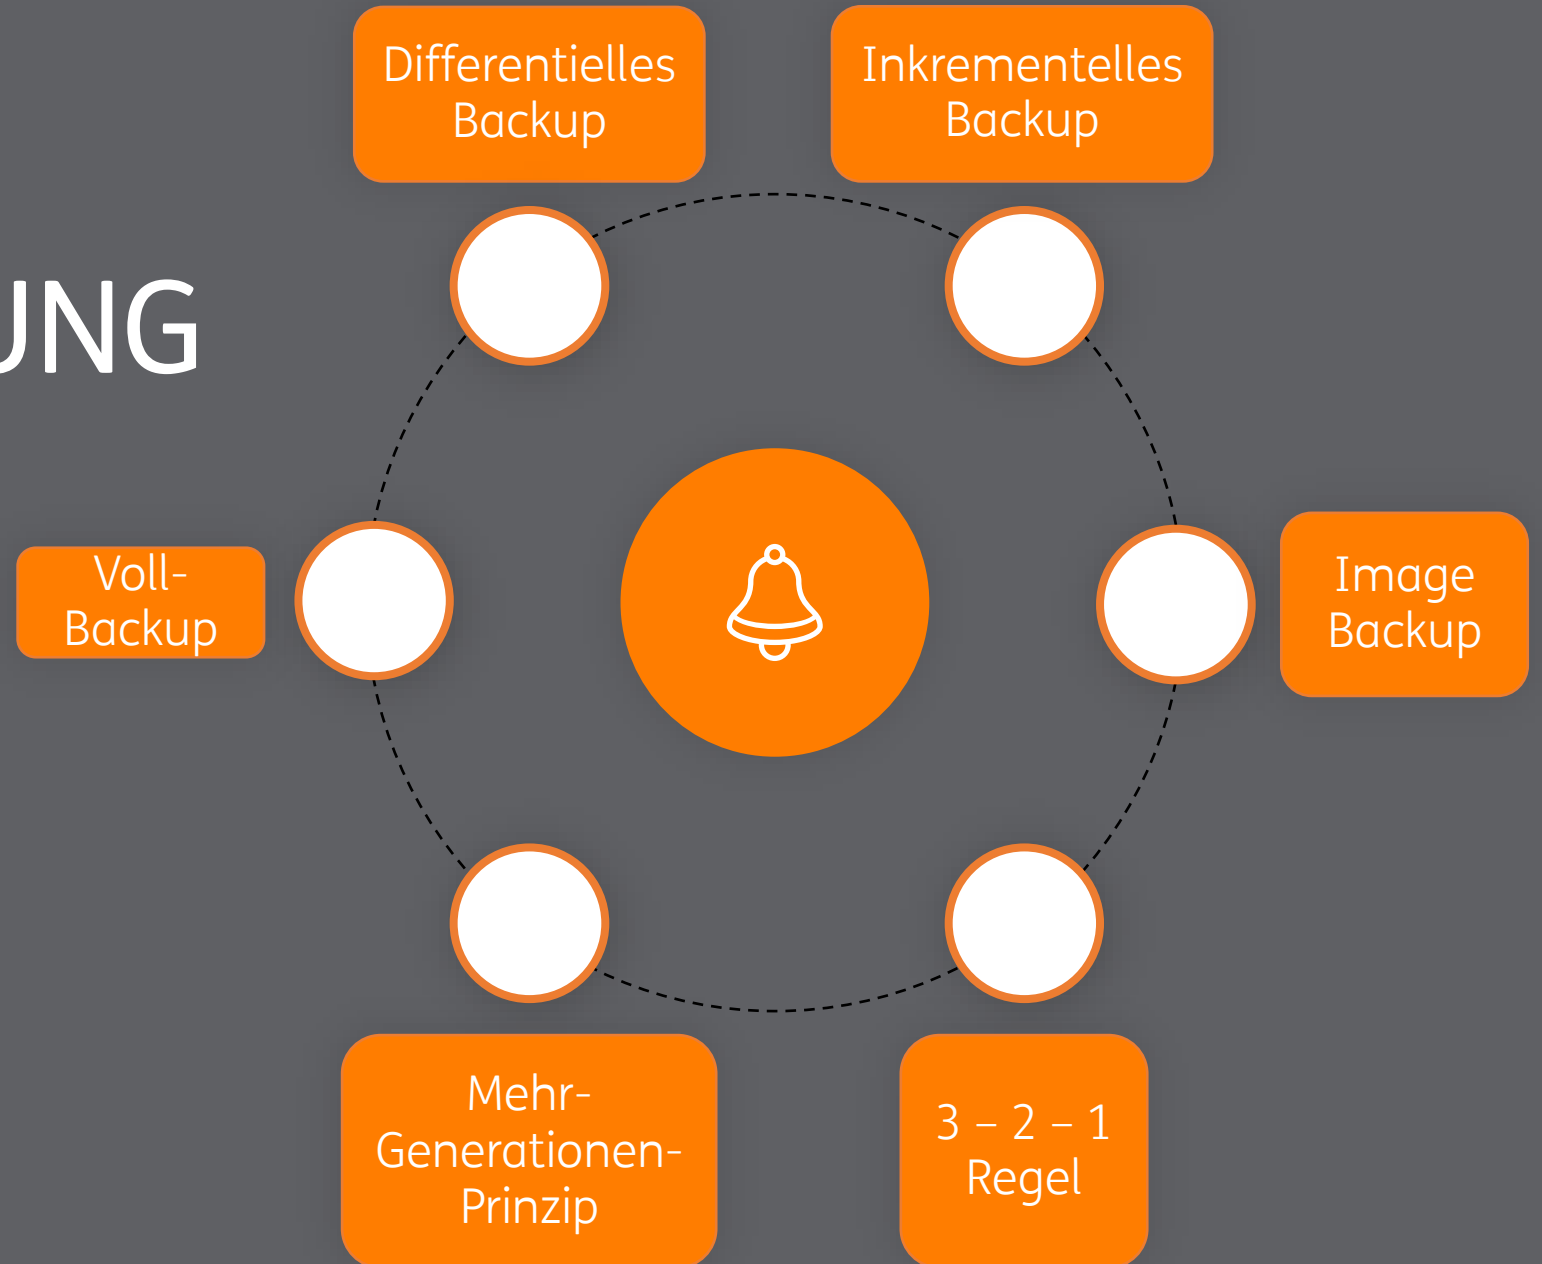 Differentielles
Backup
Inkrementelles
Backup
UNG
Voll-
Backup
Image
Backup
Mehr-
Generationen-
Prinzip
3 – 2 – 1
Regel